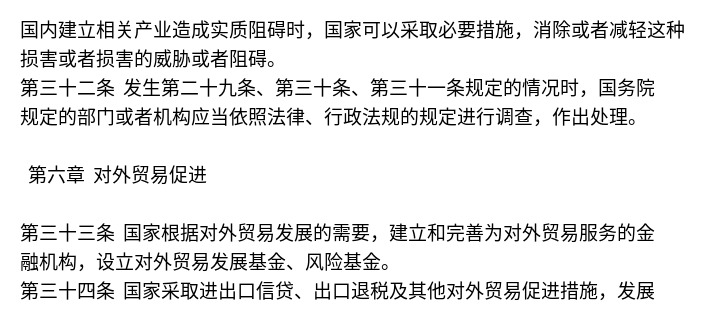 国内建立相关产业造成实质阻碍时，国家可以采取必要措施，消除或者减轻这种
损害或者损害的威胁或者阻碍。
第三十二条 发生第二十九条、第三十条、第三十一条规定的情况时，国务院
规定的部门或者机构应当依照法律、行政法规的规定进行调查，作出处理。
第六章 对外贸易促进
第三十三条 国家根据对外贸易发展的需要，建立和完善为对外贸易服务的金
融机构，设立对外贸易发展基金、风险基金。
第三十四条 国家采取进出口信贷、出口退税及其他对外贸易促进措施，发展